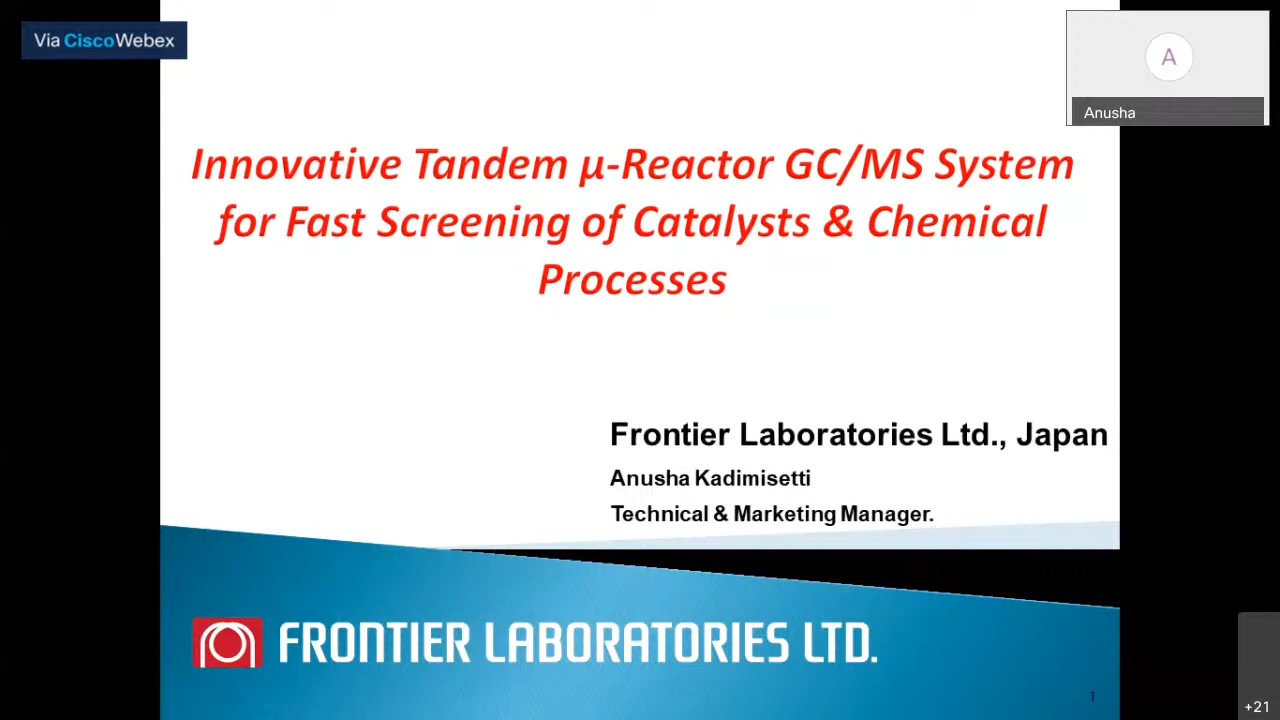 Via CiscoWebex
A
Anusha
Innovative Tandem µ-Reactor GC/MS System
for Fast Screening of Catalysts & Chemical
Processes
Frontier Laboratories Ltd., Japan
Anusha Kadimisetti
Technical & Marketing Manager.
FRONTIER LABORATORIES LTD.
1
+21